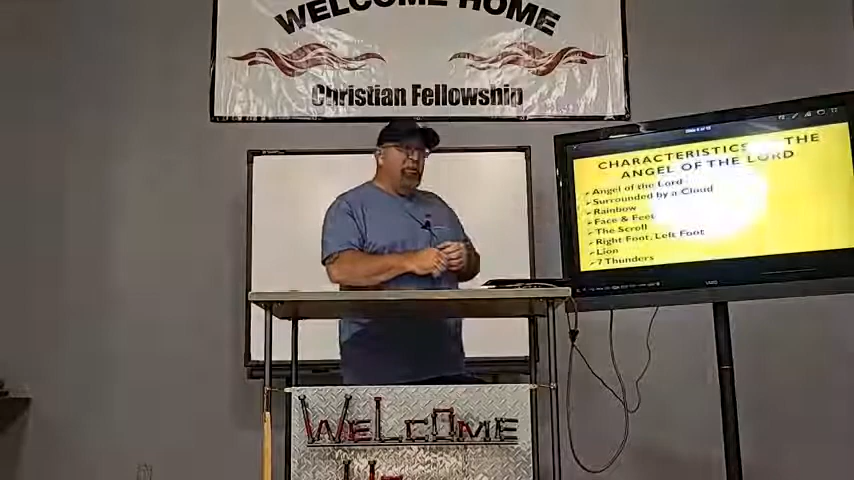 WELCOME HOME
Christian Fellowship
CHARACTERISTICS THE
ANGEL OF THE LORD
Angel of the Lord
Surrounded by a Cloud
Rainbow
Face & Feet
The Scroll
Right Foot, Left Foot
Lion
7 Thunders
WELCOME